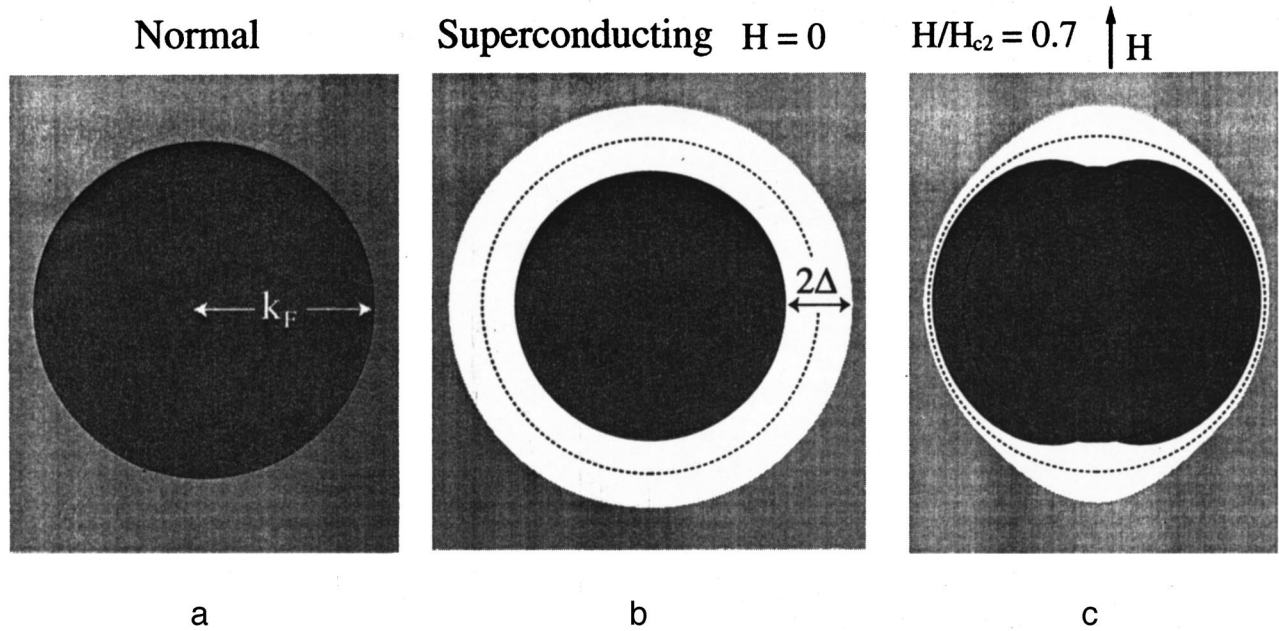 Normal
Superconducting H = 0
H/Hc2 = 0.7 H
kF
2Δ
a
b
c